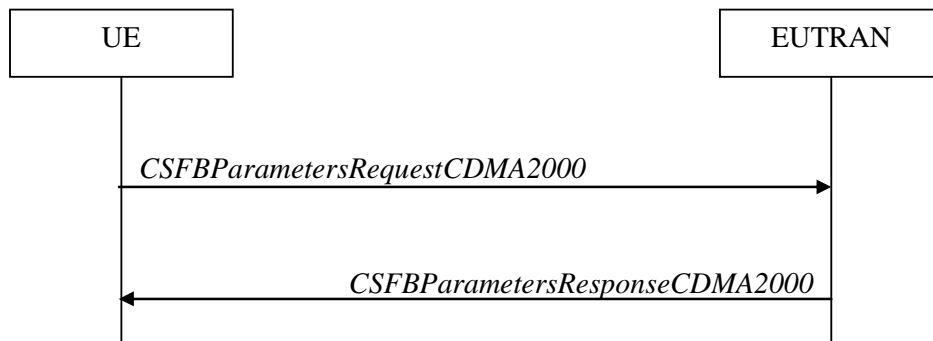 UE
EUTRAN
CSFBParametersRequestCDMA2000
CSFBParametersResponseCDMA2000